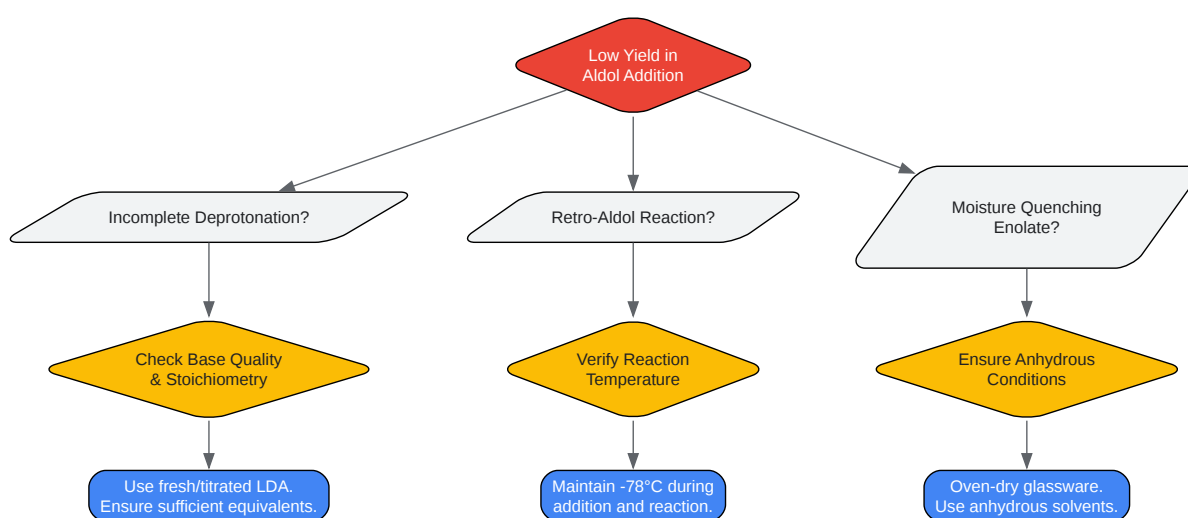 Low Yield in
Aldol Addition
Incomplete Deprotonation?
Retro-Aldol Reaction?
Moisture Quenching
Enolate?
Check Base Quality
& Stoichiometry
Verify Reaction
Temperature
Ensure Anhydrous
Conditions
Use fresh/titrated LDA.
Ensure sufficient equivalents.
Maintain -78°C during
addition and reaction.
Oven-dry glassware.
Use anhydrous solvents.